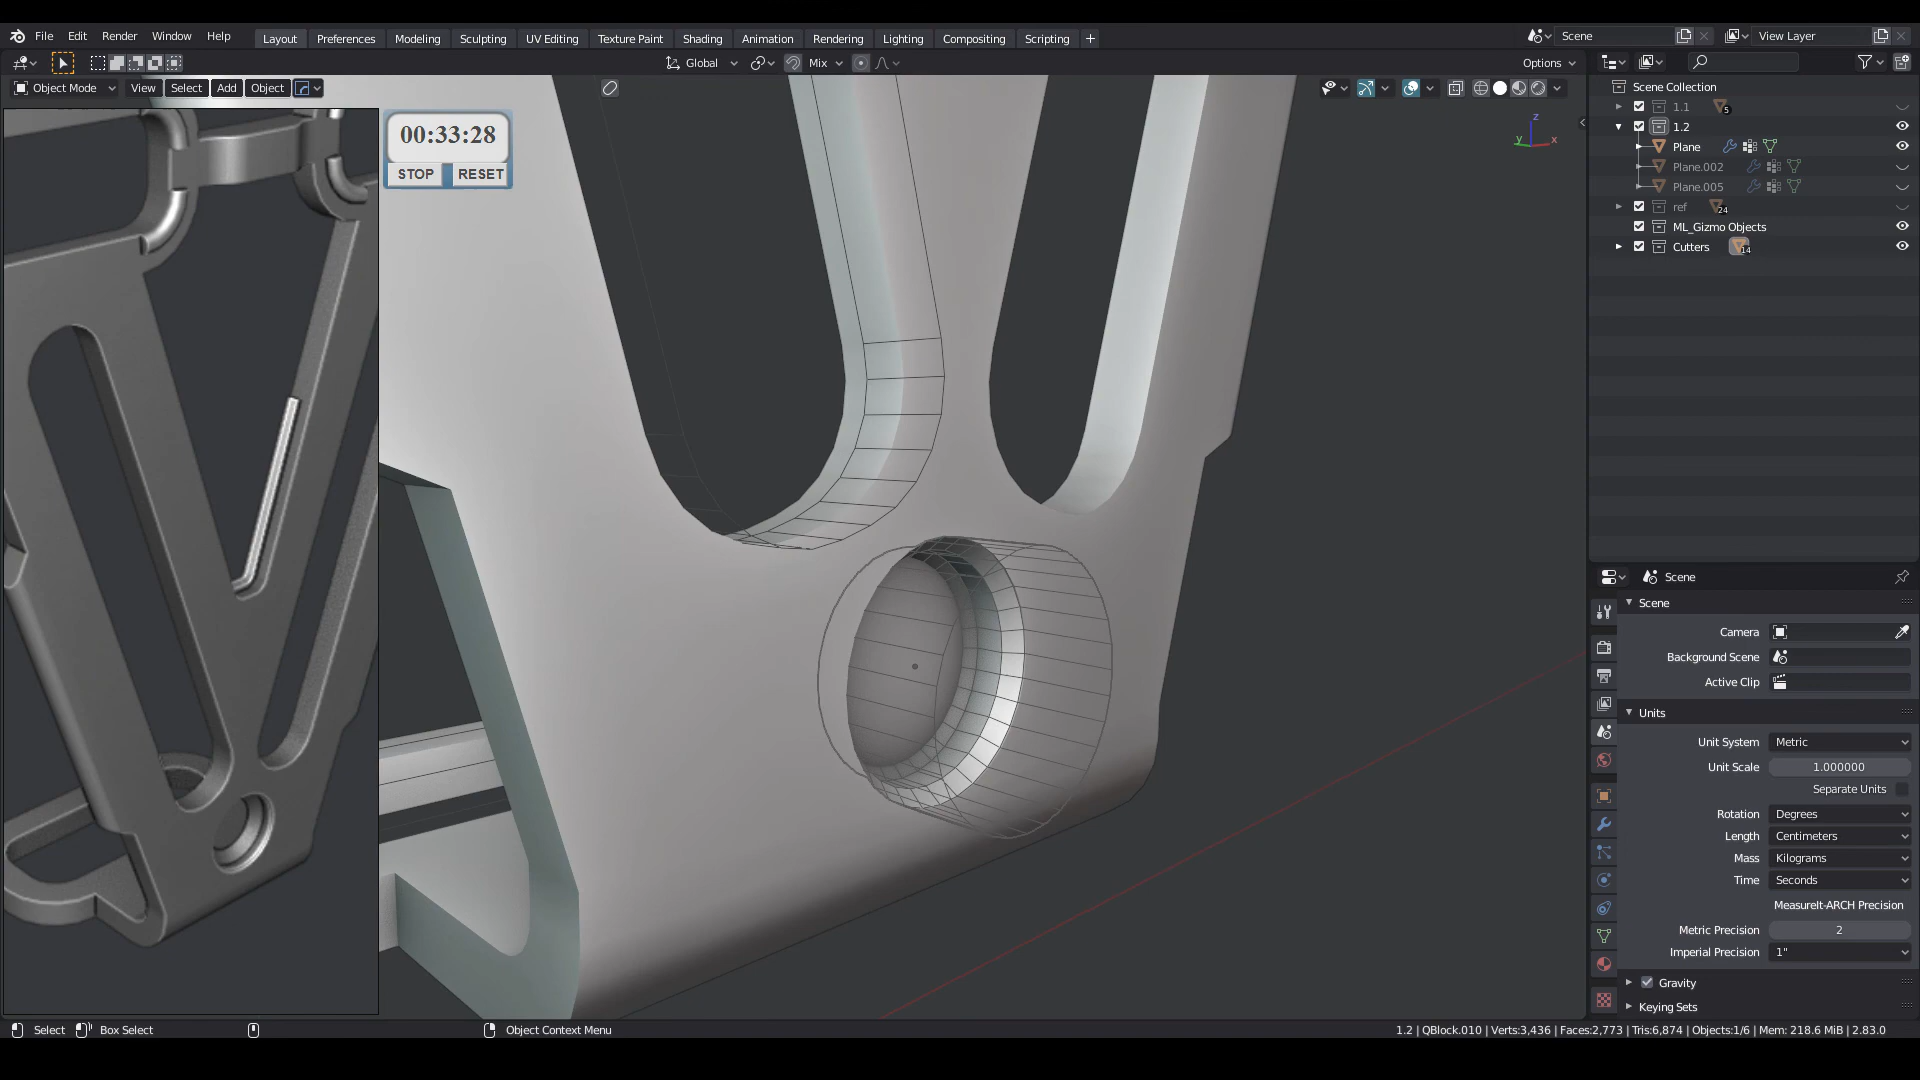 File Edit Render Window Help Layout Preferences Modeling Sculpting UV Editing Texture Paint Shading Animation Rendering Lighting Compositing Scripting + Scene View Layer
Global Mix Options
Object Mode View Select Add Object
00:33:28
STOP RESET
z
y x
Scene Collection
1.1 5
1.2
Plane
Plane.002
Plane.005
ref 24
ML_Gizmo Objects
Cutters 14
Scene
Scene
Camera
Background Scene
Active Clip
Units
Unit System Metric
Unit Scale 1.000000
Separate Units
Rotation Degrees
Length Centimeters
Mass Kilograms
Time Seconds
MeasureIt-ARCH Precision
Metric Precision 2
Imperial Precision 1"
Gravity
Keying Sets
Select Box Select Object Context Menu 1.2 | QBlock.010 | Verts:3,436 | Faces:2,773 | Tris:6,874 | Objects:1/6 | Mem: 218.6 MiB | 2.83.0